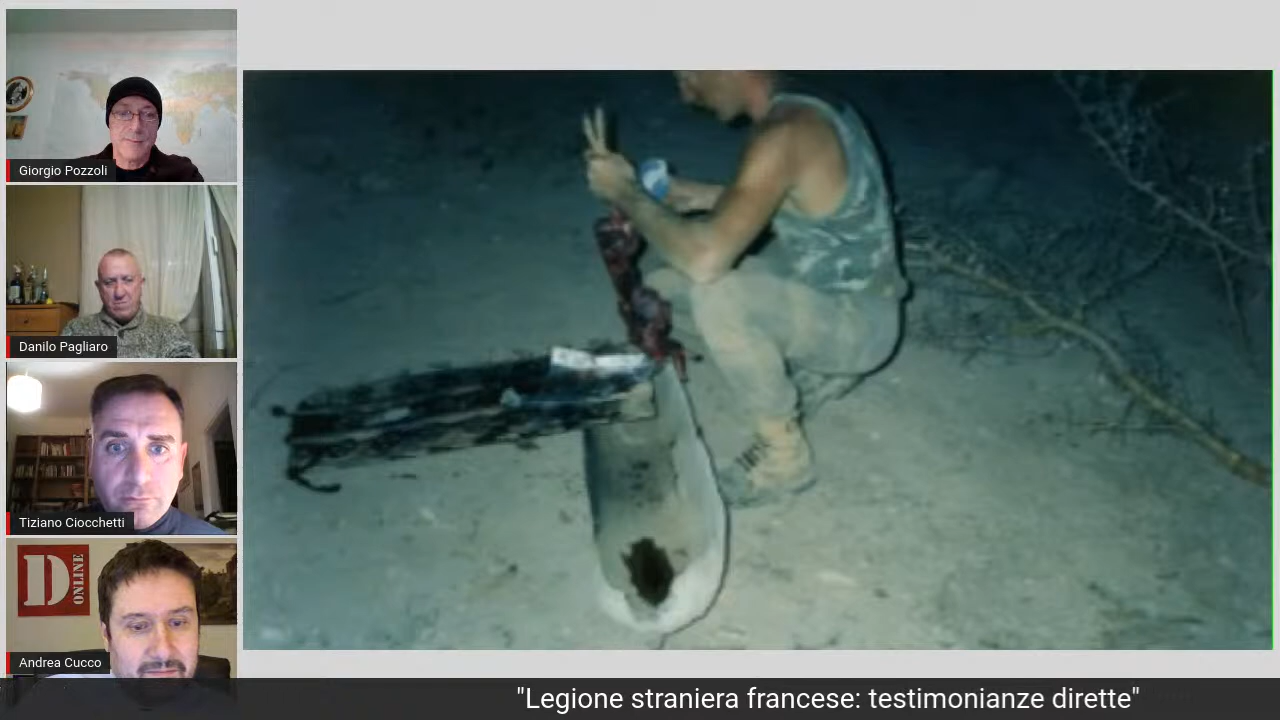 Giorgio Pozzoli
Danilo Pagliaro
Tiziano Ciocchetti
D
ONLINE
Andrea Cucco
"Legione straniera francese: testimonianze dirette"